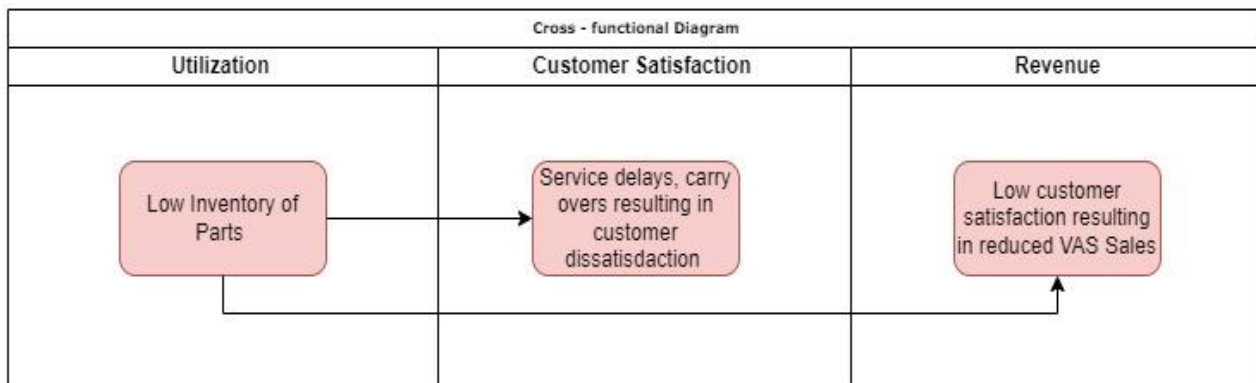 Cross - functional Diagram
Utilization
Customer Satisfaction
Revenue
Low Inventory of
Parts
Service delays, carry
overs resulting in
customer
dissatisdaction
Low customer
satisfaction resulting
in reduced VAS Sales